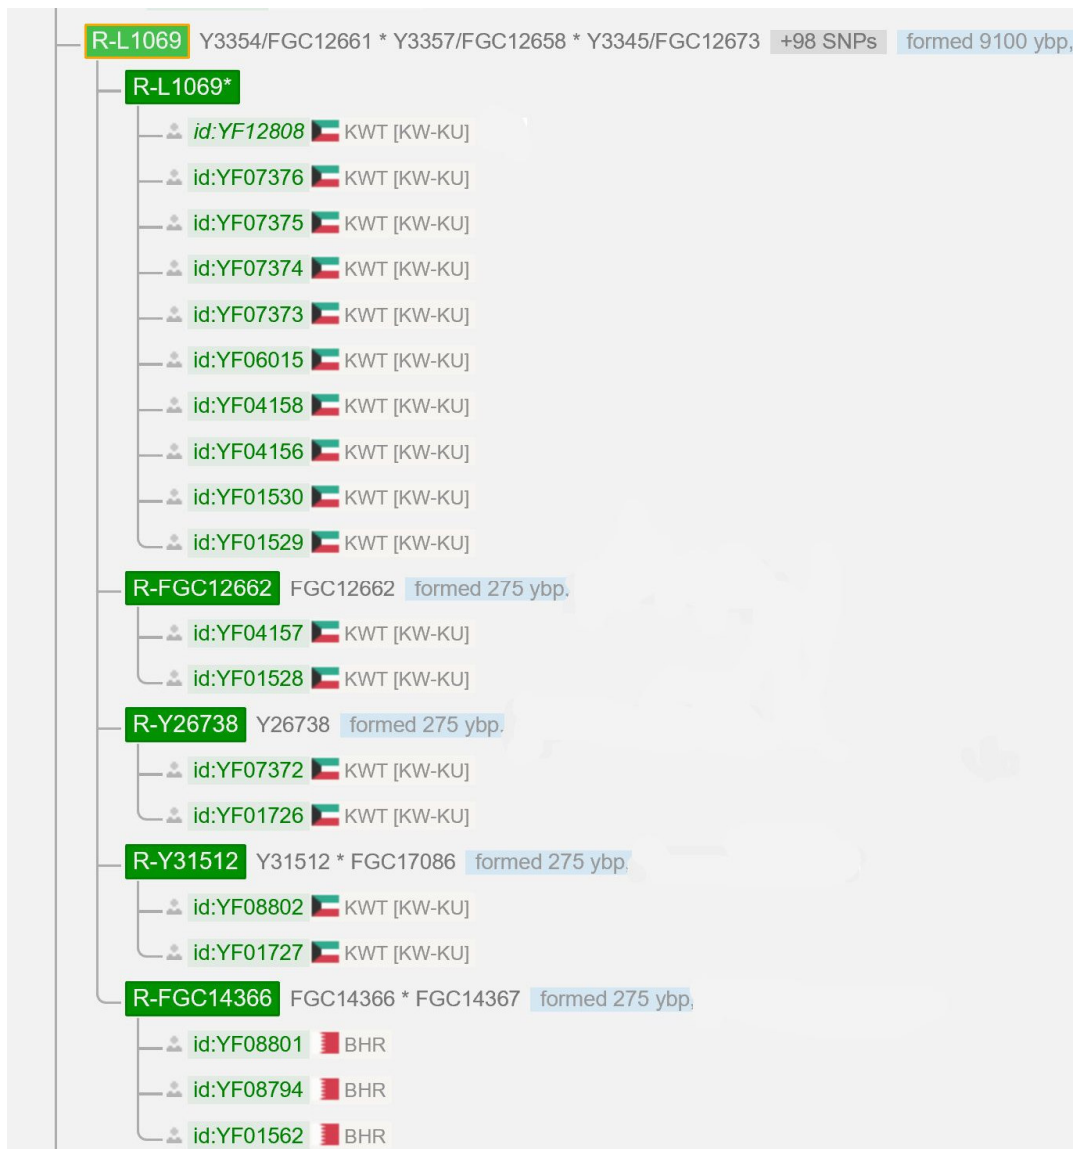 R-L1069 Y3354/FGC12661 * Y3357/FGC12658 * Y3345/FGC12673 +98 SNPs formed 9100 ybp,
R-L1069*
id:YF12808 KWT [KW-KU]
id:YF07376 KWT [KW-KU]
id:YF07375 KWT [KW-KU]
id:YF07374 KWT [KW-KU]
id:YF07373 KWT [KW-KU]
id:YF06015 KWT [KW-KU]
id:YF04158 KWT [KW-KU]
id:YF04156 KWT [KW-KU]
id:YF01530 KWT [KW-KU]
id:YF01529 KWT [KW-KU]
R-FGC12662 FGC12662 formed 275 ybp.
id:YF04157 KWT [KW-KU]
id:YF01528 KWT [KW-KU]
R-Y26738 Y26738 formed 275 ybp.
id:YF07372 KWT [KW-KU]
id:YF01726 KWT [KW-KU]
R-Y31512 Y31512 * FGC17086 formed 275 ybp.
id:YF08802 KWT [KW-KU]
id:YF01727 KWT [KW-KU]
R-FGC14366 FGC14366 * FGC14367 formed 275 ybp,
id:YF08801 BHR
id:YF08794 BHR
id:YF01562 BHR